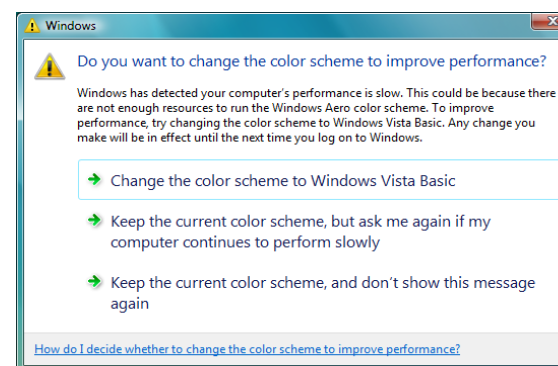 Windows
Do you want to change the color scheme to improve performance?
Windows has detected your computer's performance is slow. This could be because there
are not enough resources to run the Windows Aero color scheme. To improve
performance, try changing the color scheme to Windows Vista Basic. Any change you
make will be in effect until the next time you log on to Windows.
Change the color scheme to Windows Vista Basic
Keep the current color scheme, but ask me again if my
computer continues to perform slowly
Keep the current color scheme, and don't show this message
again
How do I decide whether to change the color scheme to improve performance?